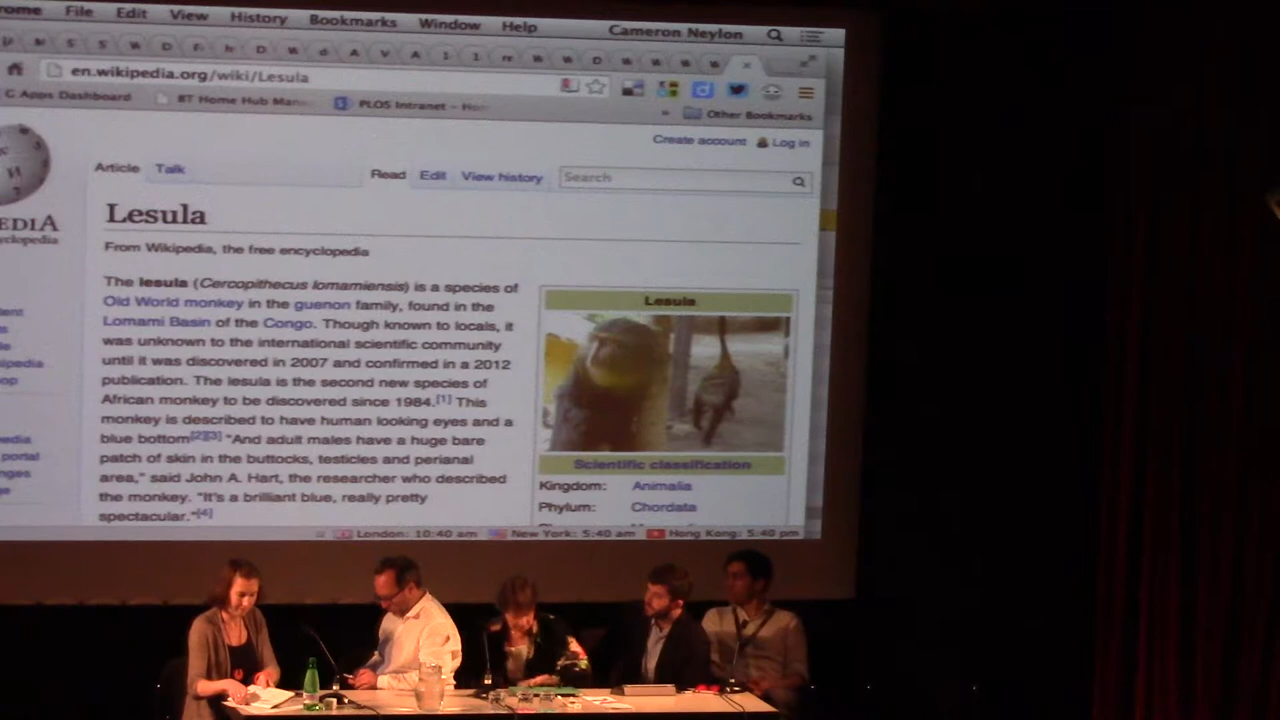 File Edit View History Bookmarks Window Help Cameron Neylon
en.wikipedia.org/wiki/Lesula
G Apps Dashboard BT Home Hub Man PLOS Intranet – Ho
» Other Bookmarks
Create account Log in
Article Talk Read Edit View history Search
EDIA
Lesula
From Wikipedia, the free encyclopedia
The lesula (Cercopithecus lomamiensis) is a species of
Old World monkey in the guenon family, found in the
Lomami Basin of the Congo. Though known to locals, it
was unknown to the international scientific community
until it was discovered in 2007 and confirmed in a 2012
publication. The lesula is the second new species of
African monkey to be discovered since 1984.[1] This
monkey is described to have human looking eyes and a
blue bottom[2][3] "And adult males have a huge bare
patch of skin in the buttocks, testicles and perianal
area," said John A. Hart, the researcher who described
the monkey. "It's a brilliant blue, really pretty
spectacular."[4]
Lesula
Scientific classification
Kingdom: Animalia
Phylum: Chordata
London: 10:40 am New York: 5:40 am Hong Kong: 5:40 pm